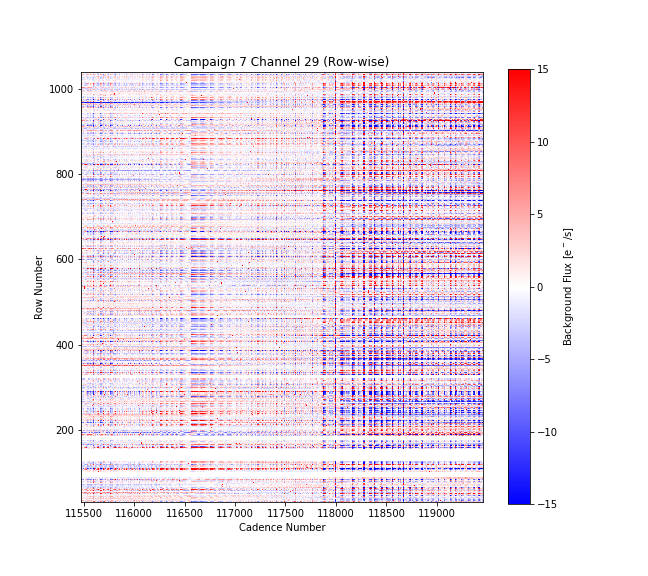 Campaign 7 Channel 29 (Row-wise)
1000
800
600
400
200
Row Number
115500 116000 116500 117000 117500 118000 118500 119000
Cadence Number
15
10
5
0
−5
−10
−15
Background Flux [e⁻/s]